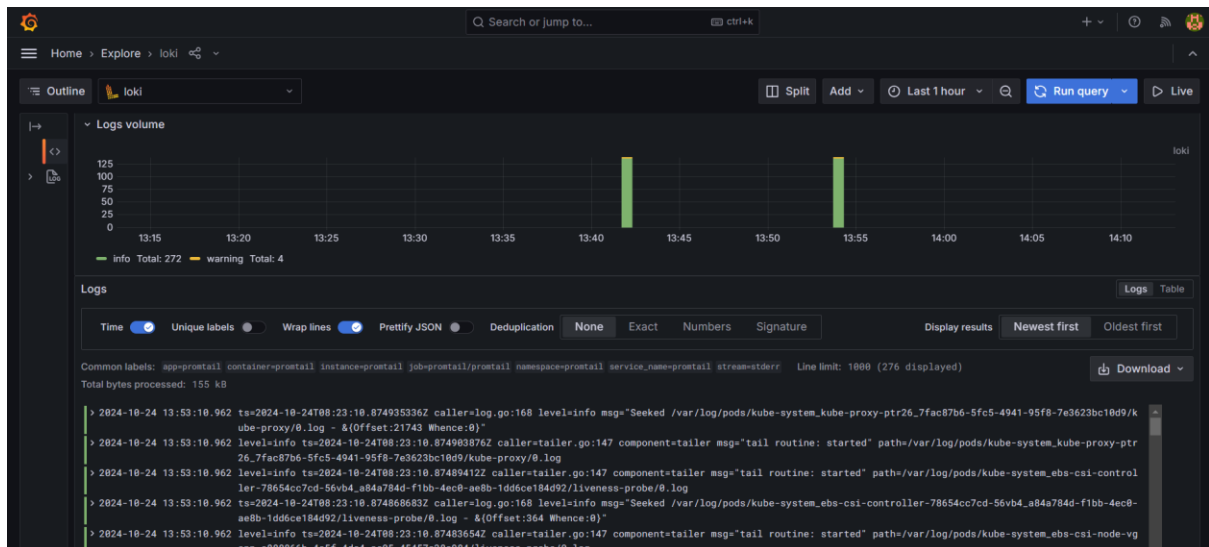 Search or jump to... ctrl+k
Home › Explore › loki
Outline loki Split Add Last 1 hour Run query Live
Logs volume
loki
125
100
75
50
25
0
13:15 13:20 13:25 13:30 13:35 13:40 13:45 13:50 13:55 14:00 14:05 14:10
info Total: 272 warning Total: 4
Logs Logs Table
Time Unique labels Wrap lines Prettify JSON Deduplication None Exact Numbers Signature Display results Newest first Oldest first
Common labels: app=promtail container=promtail instance=promtail job=promtail/promtail namespace=promtail service_name=promtail stream=stderr Line limit: 1000 (276 displayed) Download
Total bytes processed: 155 kB
> 2024-10-24 13:53:10.962 ts=2024-10-24T08:23:10.874935336Z caller=log.go:168 level=info msg="Seeked /var/log/pods/kube-system_kube-proxy-ptr26_7fac87b6-5fc5-4941-95f8-7e3623bc10d9/k
ube-proxy/0.log - &{Offset:21743 Whence:0}"
> 2024-10-24 13:53:10.962 level=info ts=2024-10-24T08:23:10.874903876Z caller=tailer.go:147 component=tailer msg="tail routine: started" path=/var/log/pods/kube-system_kube-proxy-ptr
26_7fac87b6-5fc5-4941-95f8-7e3623bc10d9/kube-proxy/0.log
> 2024-10-24 13:53:10.962 level=info ts=2024-10-24T08:23:10.87489412Z caller=tailer.go:147 component=tailer msg="tail routine: started" path=/var/log/pods/kube-system_ebs-csi-control
ler-78654cc7cd-56vb4_a84a784d-f1bb-4ec0-ae8b-1dd6ce184d92/liveness-probe/0.log
> 2024-10-24 13:53:10.962 ts=2024-10-24T08:23:10.874868683Z caller=log.go:168 level=info msg="Seeked /var/log/pods/kube-system_ebs-csi-controller-78654cc7cd-56vb4_a84a784d-f1bb-4ec0-
ae8b-1dd6ce184d92/liveness-probe/0.log - &{Offset:364 Whence:0}"
> 2024-10-24 13:53:10.962 level=info ts=2024-10-24T08:23:10.87483654Z caller=tailer.go:147 component=tailer msg="tail routine: started" path=/var/log/pods/kube-system_ebs-csi-node-vg